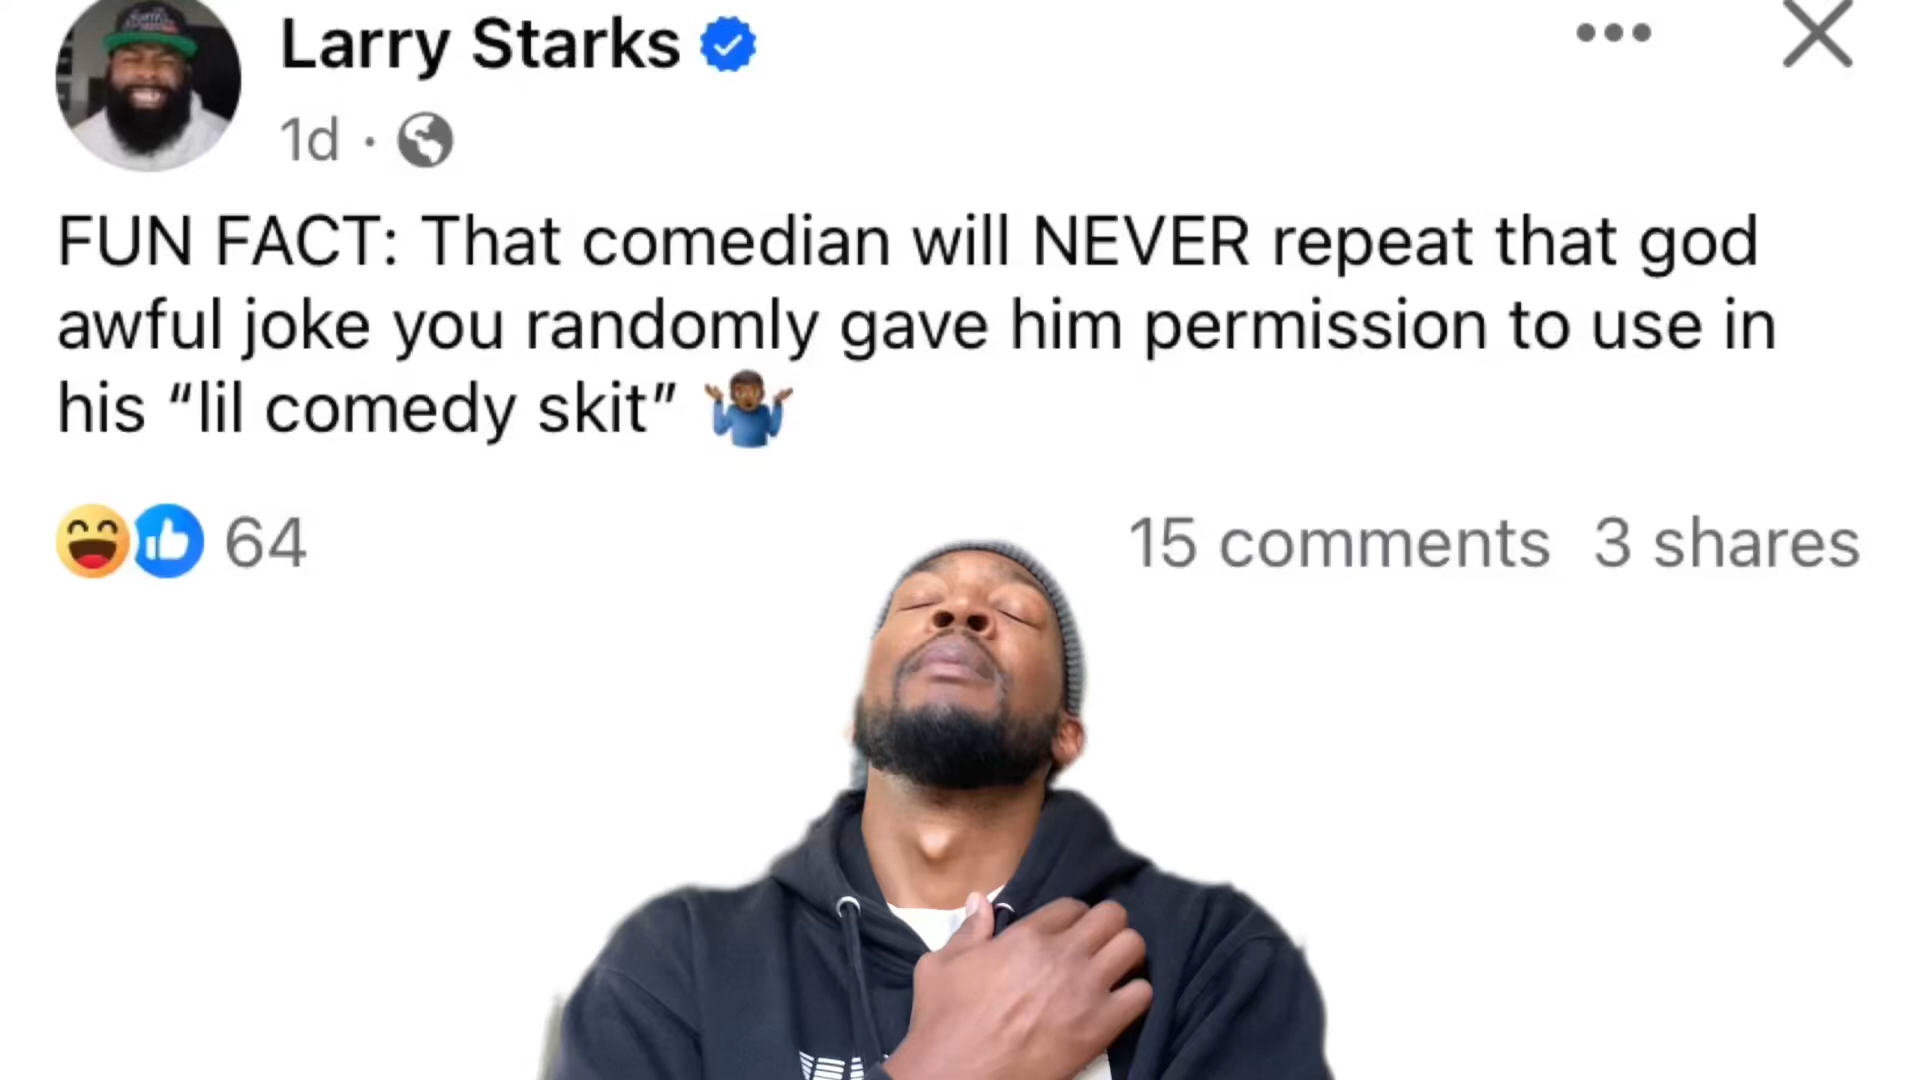 Larry Starks
1d ·
FUN FACT: That comedian will NEVER repeat that god
awful joke you randomly gave him permission to use in
his “lil comedy skit” 🤷🏾‍♂️
64
15 comments 3 shares